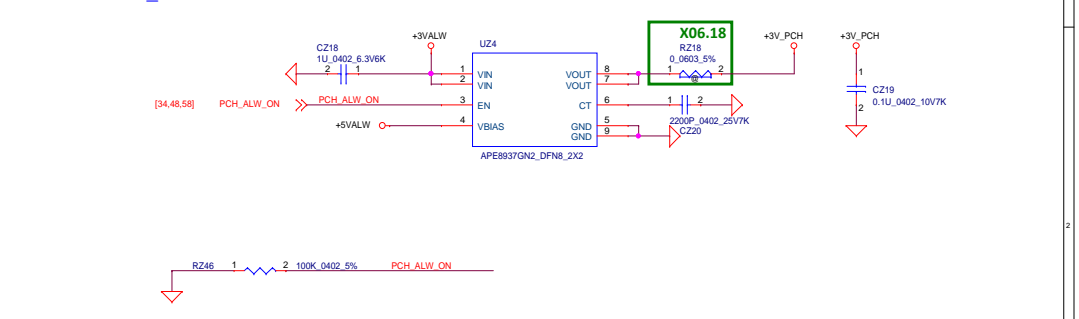 X06.18
+3VALW
UZ4
+3V_PCH
+3V_PCH
CZ18
1U_0402_6.3V6K
RZ18
0_0603_5%
2 1
1 VIN
2 VIN
VOUT 8
VOUT 7
1 2
@
1
CZ19
0.1U_0402_10V7K
2
[34,48,58] PCH_ALW_ON PCH_ALW_ON
3 EN
CT 6
1 2
2200P_0402_25V7K
CZ20
+5VALW
4 VBIAS
GND 5
GND 9
APE8937GN2_DFN8_2X2
2
RZ46 1 2 100K_0402_5% PCH_ALW_ON